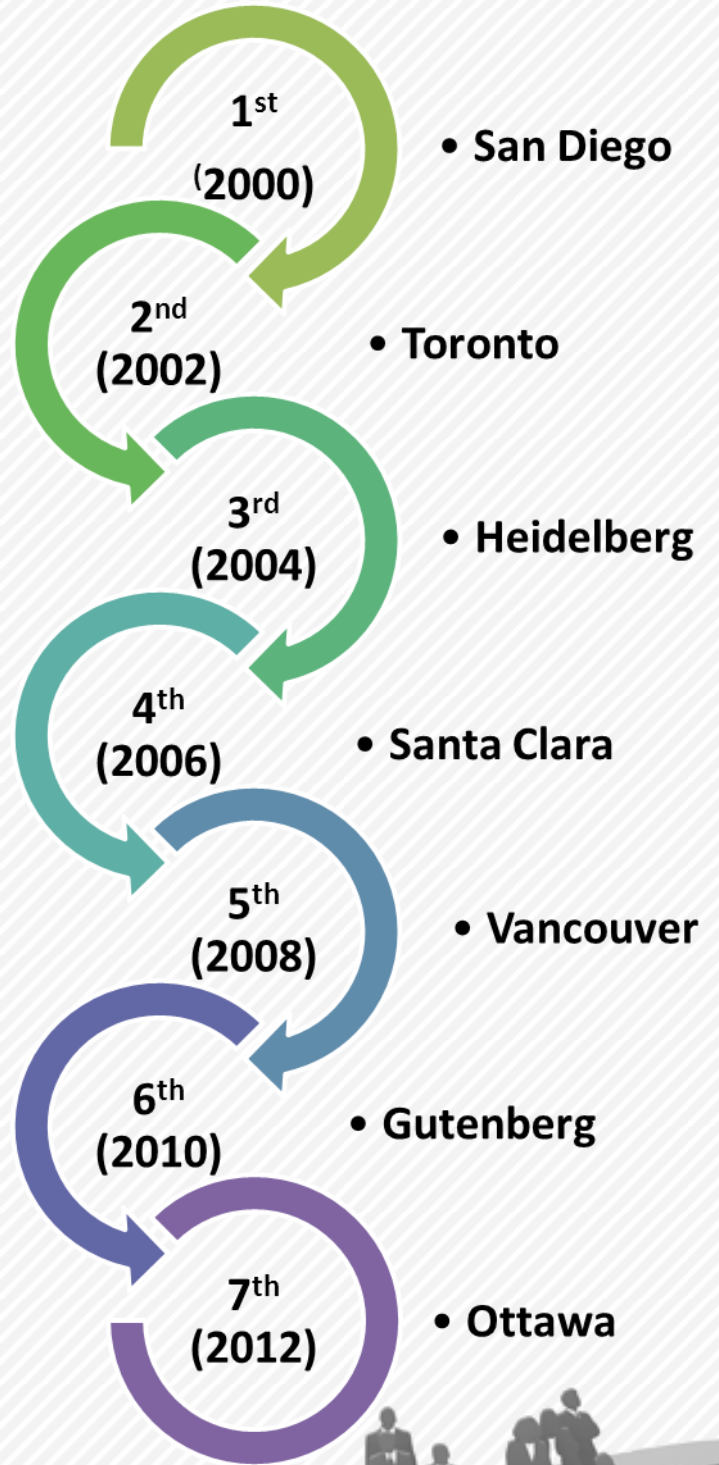 1st
(2000)
• San Diego
2nd
(2002)
• Toronto
3rd
(2004)
• Heidelberg
4th
(2006)
• Santa Clara
5th
(2008)
• Vancouver
6th
(2010)
• Gutenberg
7th
(2012)
• Ottawa